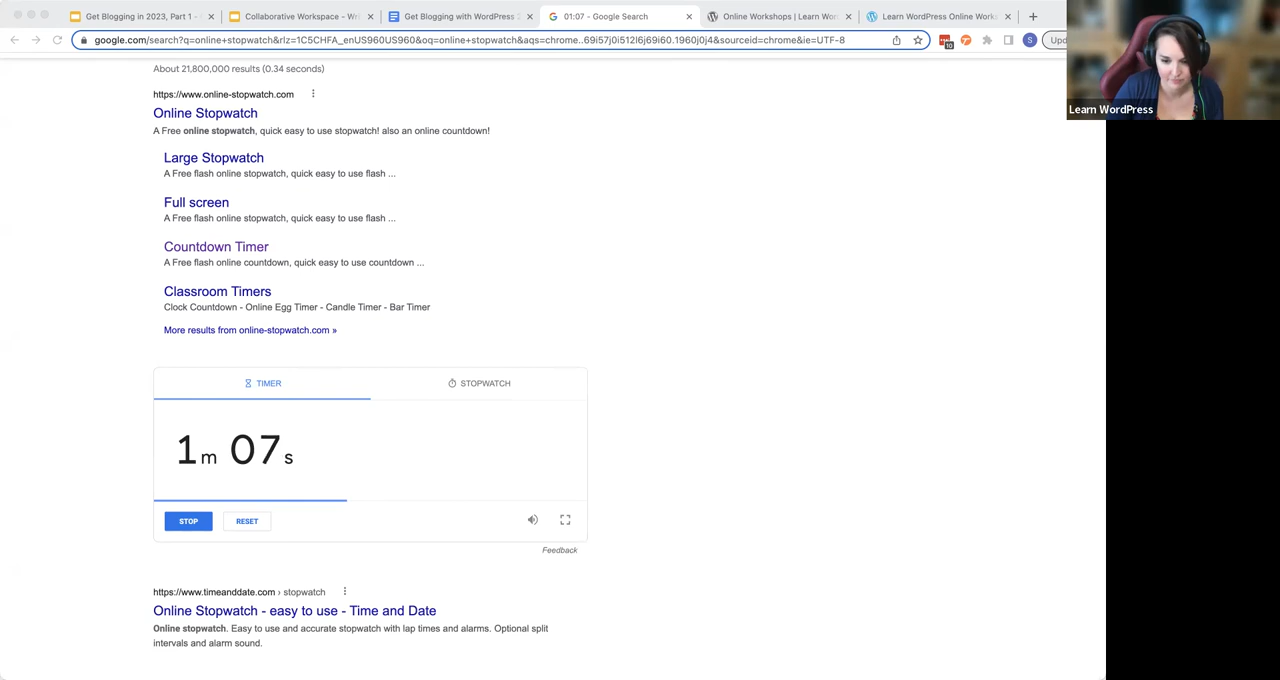 Get Blogging in 2023, Part 1 -
Collaborative Workspace - Wri
Get Blogging with WordPress 2
01:07 - Google Search
Online Workshops | Learn Wor
Learn WordPress Online Works
google.com/search?q=online+stopwatch&rlz=1C5CHFA_enUS960US960&oq=online+stopwatch&aqs=chrome..69i57j0i512l6j69i60.1960j0j4&sourceid=chrome&ie=UTF-8
10
S
Upd
Learn WordPress
About 21,800,000 results (0.34 seconds)
https://www.online-stopwatch.com
Online Stopwatch
A Free online stopwatch, quick easy to use stopwatch! also an online countdown!
Large Stopwatch
A Free flash online stopwatch, quick easy to use flash ...
Full screen
A Free flash online stopwatch, quick easy to use flash ...
Countdown Timer
A Free flash online countdown, quick easy to use countdown ...
Classroom Timers
Clock Countdown - Online Egg Timer - Candle Timer - Bar Timer
More results from online-stopwatch.com »
TIMER
STOPWATCH
1m 07s
STOP
RESET
Feedback
https://www.timeanddate.com › stopwatch
Online Stopwatch - easy to use - Time and Date
Online stopwatch. Easy to use and accurate stopwatch with lap times and alarms. Optional split
intervals and alarm sound.